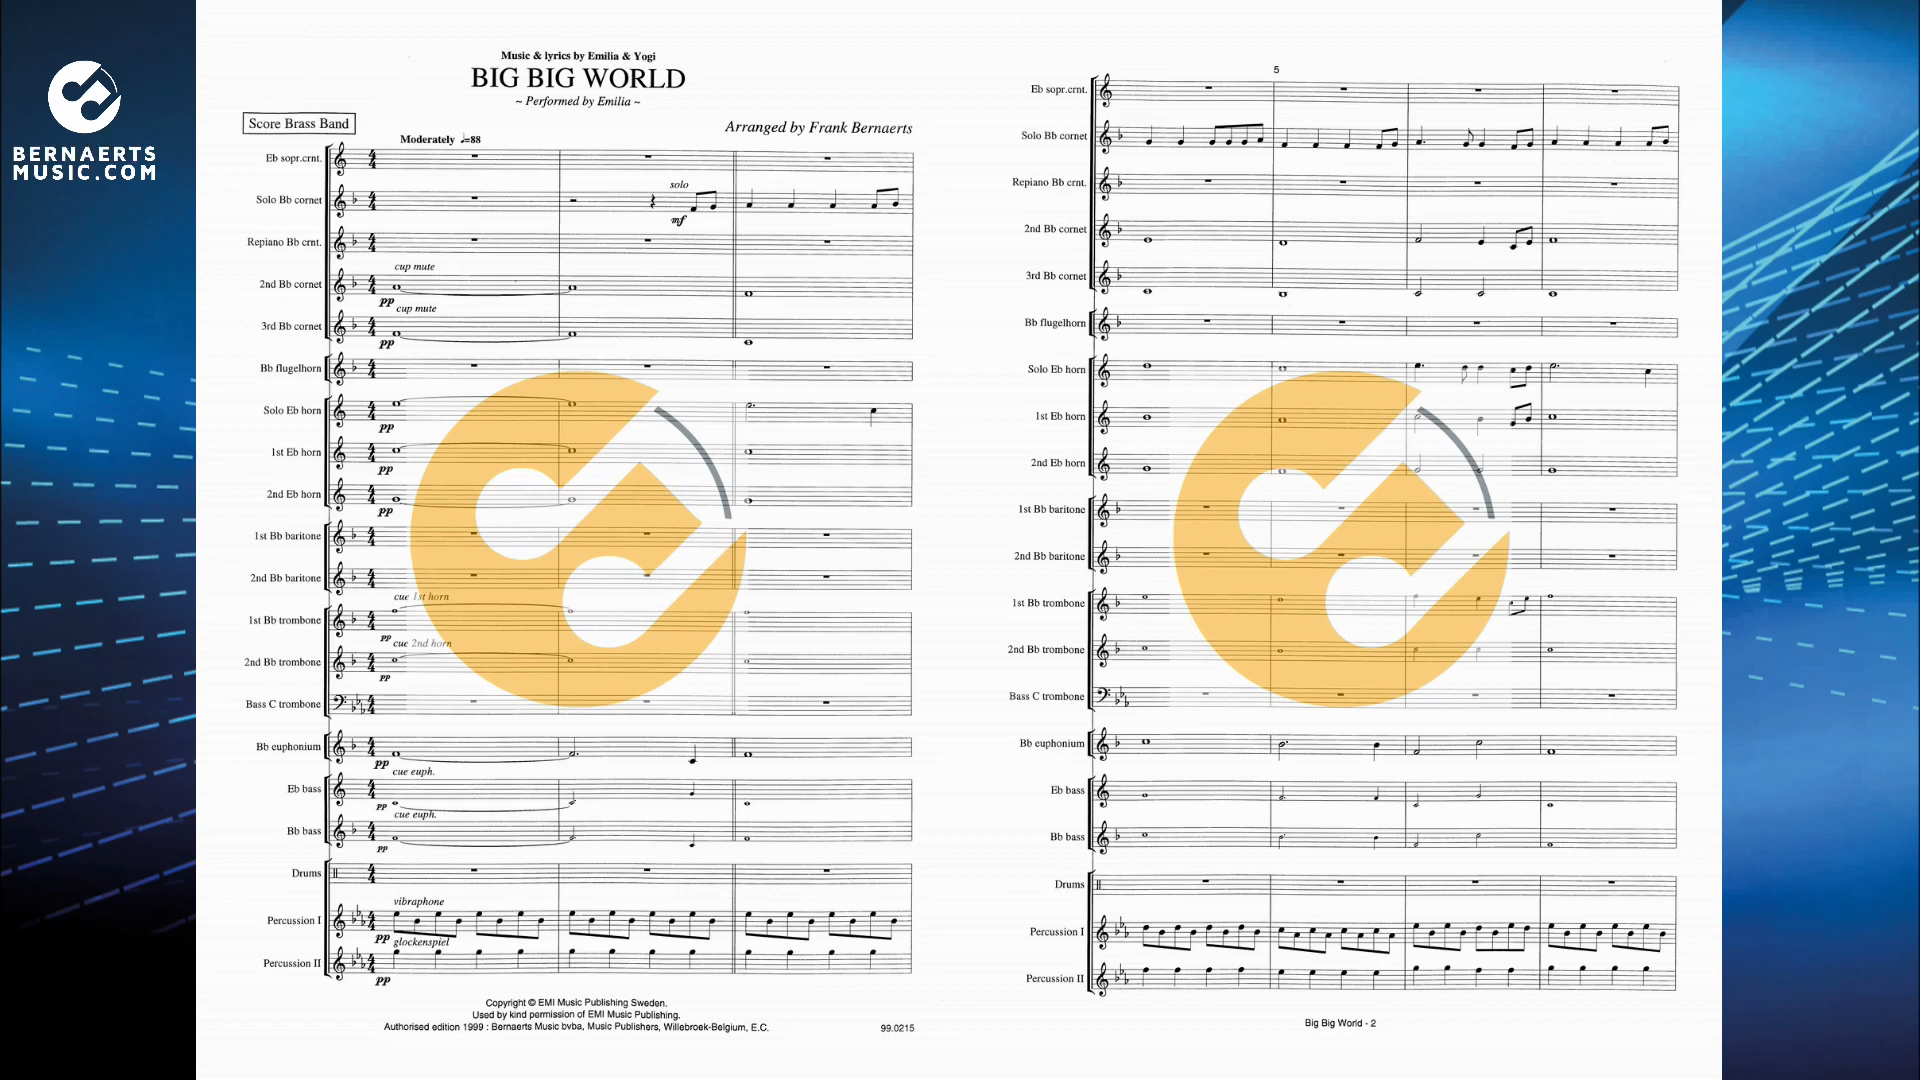 BERNAERTS
MUSIC.COM
Music & lyrics by Emilia & Yogi
BIG BIG WORLD
~ Performed by Emilia ~
Score Brass Band
Arranged by Frank Bernaerts
Moderately ♩=88
Eb sopr.crnt.
solo
Solo Bb cornet
mf
Repiano Bb crnt.
cup mute
2nd Bb cornet
pp
cup mute
3rd Bb cornet
pp
Bb flugelhorn
Solo Eb horn
pp
1st Eb horn
pp
2nd Eb horn
pp
1st Bb baritone
2nd Bb baritone
cue 1st horn
1st Bb trombone
pp
cue 2nd horn
2nd Bb trombone
pp
Bass C trombone
Bb euphonium
pp
cue euph.
Eb bass
pp
cue euph.
Bb bass
pp
Drums
vibraphone
Percussion I
pp
glockenspiel
Percussion II
pp
Copyright © EMI Music Publishing Sweden.
Used by kind permission of EMI Music Publishing.
Authorised edition 1999 : Bernaerts Music bvba, Music Publishers, Willebroek-Belgium, E.C.
99.0215
5
Eb sopr.crnt.
Solo Bb cornet
Repiano Bb crnt.
2nd Bb cornet
3rd Bb cornet
Bb flugelhorn
Solo Eb horn
1st Eb horn
2nd Eb horn
1st Bb baritone
2nd Bb baritone
1st Bb trombone
2nd Bb trombone
Bass C trombone
Bb euphonium
Eb bass
Bb bass
Drums
Percussion I
Percussion II
Big Big World - 2